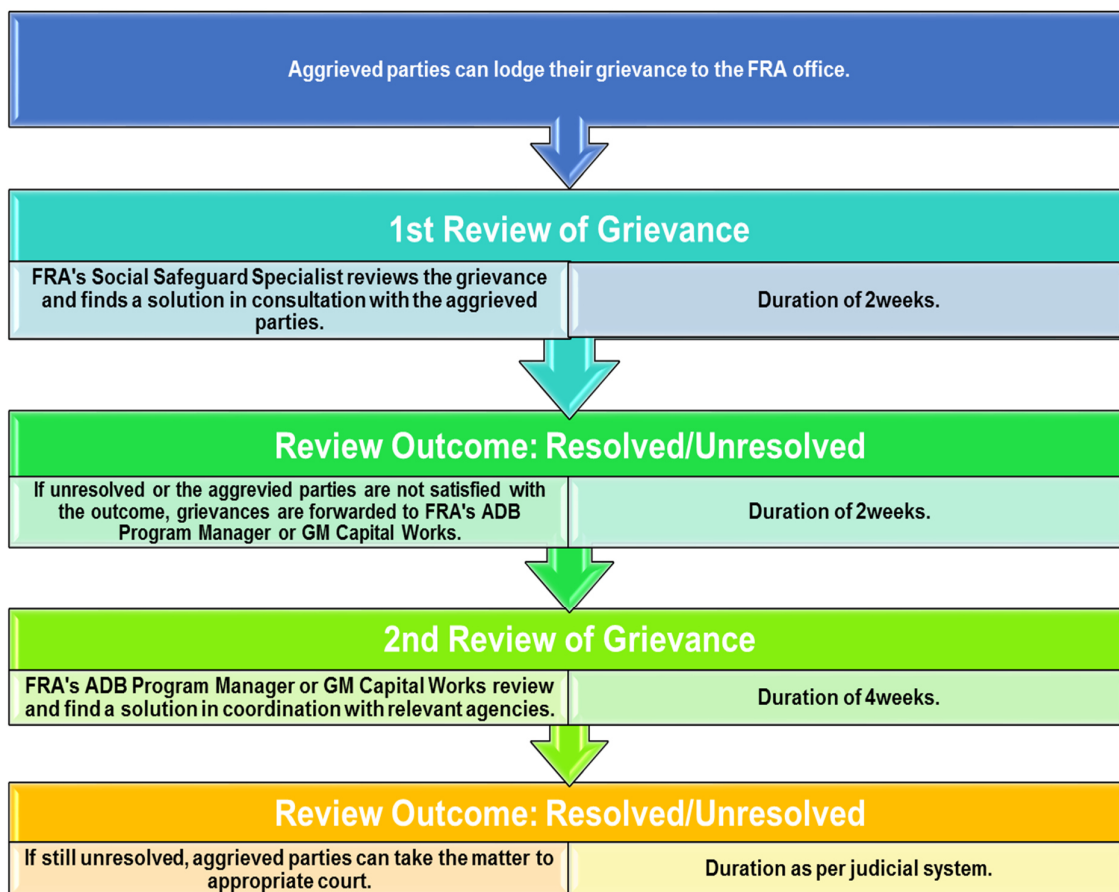 Aggrieved parties can lodge their grievance to the FRA office.
1st Review of Grievance
FRA's Social Safeguard Specialist reviews the grievance
and finds a solution in consultation with the aggrieved
parties.
Duration of 2weeks.
Review Outcome: Resolved/Unresolved
If unresolved or the aggrevied parties are not satisfied with
the outcome, grievances are forwarded to FRA's ADB
Program Manager or GM Capital Works.
Duration of 2weeks.
2nd Review of Grievance
FRA's ADB Program Manager or GM Capital Works review
and find a solution in coordination with relevant agencies.
Duration of 4weeks.
Review Outcome: Resolved/Unresolved
If still unresolved, aggrieved parties can take the matter to
appropriate court.
Duration as per judicial system.